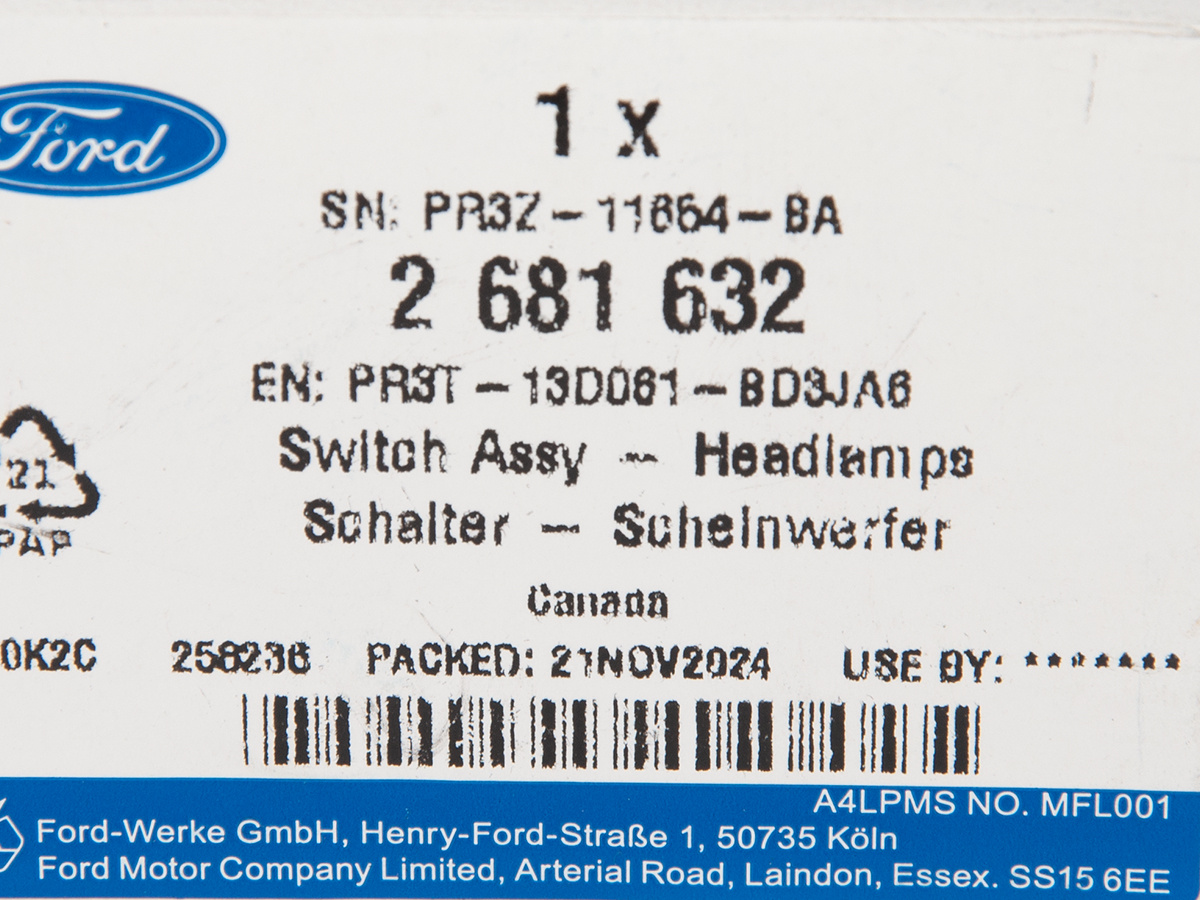 Ford
1 x
SN: PR3Z-11654-BA
2 681 632
EN: PR3T-13D061-BD3JA6
Switch Assy - Headlamps
21
Schalter - Scheinwerfer
PAP
Canada
0K2C 258236 PACKED: 21NOV2024 USE BY: *******
A4LPMS NO. MFL001
Ford-Werke GmbH, Henry-Ford-Straße 1, 50735 Köln
Ford Motor Company Limited, Arterial Road, Laindon, Essex. SS15 6EE